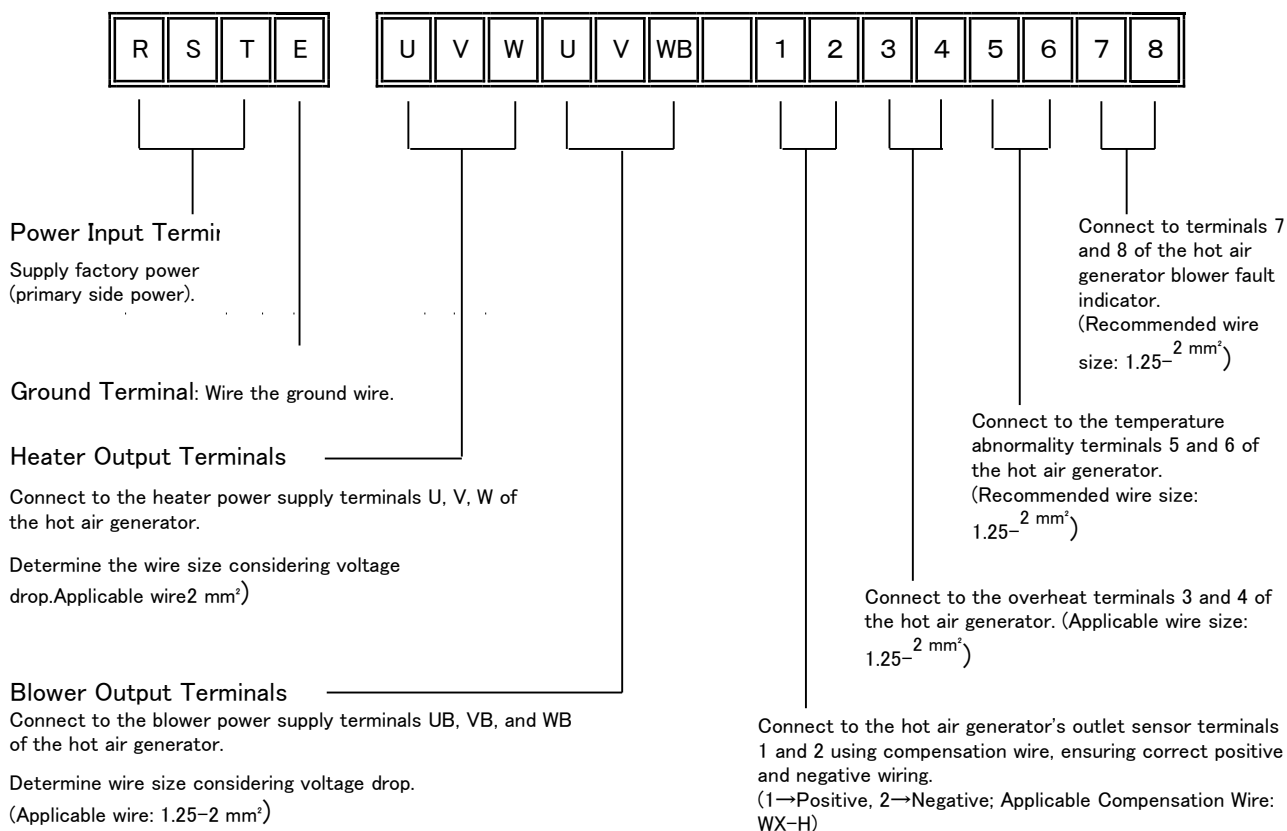 R S T E U V W U V WB 1 2 3 4 5 6 7 8
Power Input Termin
Supply factory power
(primary side power).
Ground Terminal: Wire the ground wire.
Heater Output Terminals
Connect to the heater power supply terminals U, V, W of
the hot air generator.
Determine the wire size considering voltage
drop.Applicable wire2 mm²)
Blower Output Terminals
Connect to the blower power supply terminals UB, VB, and WB
of the hot air generator.
Determine wire size considering voltage drop.
(Applicable wire: 1.25-2 mm²)
Connect to terminals 7
and 8 of the hot air
generator blower fault
indicator.
(Recommended wire
size: 1.25-2 mm²)
Connect to the temperature
abnormality terminals 5 and 6 of
the hot air generator.
(Recommended wire size:
1.25-2 mm²)
Connect to the overheat terminals 3 and 4 of
the hot air generator. (Applicable wire size:
1.25-2 mm²)
Connect to the hot air generator's outlet sensor terminals
1 and 2 using compensation wire, ensuring correct positive
and negative wiring.
(1→Positive, 2→Negative; Applicable Compensation Wire:
WX-H)